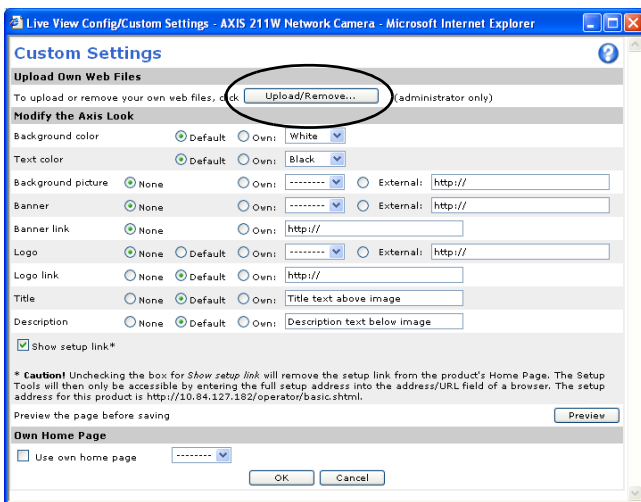 Live View Config/Custom Settings - AXIS 211W Network Camera - Microsoft Internet Explorer
Custom Settings
?
Upload Own Web Files
To upload or remove your own web files, click Upload/Remove... (administrator only)
Modify the Axis Look
Background color Default Own: White
Text color Default Own: Black
Background picture None Own: -------- External: http://
Banner None Own: -------- External: http://
Banner link None Own: http://
Logo None Default Own: -------- External: http://
Logo link None Default Own: http://
Title None Default Own: Title text above image
Description None Default Own: Description text below image
Show setup link*
* Caution! Unchecking the box for Show setup link will remove the setup link from the product's Home Page. The Setup
Tools will then only be accessible by entering the full setup address into the address/URL field of a browser. The setup
address for this product is http://10.84.127.182/operator/basic.shtml.
Preview the page before saving Preview
Own Home Page
Use own home page --------
OK Cancel